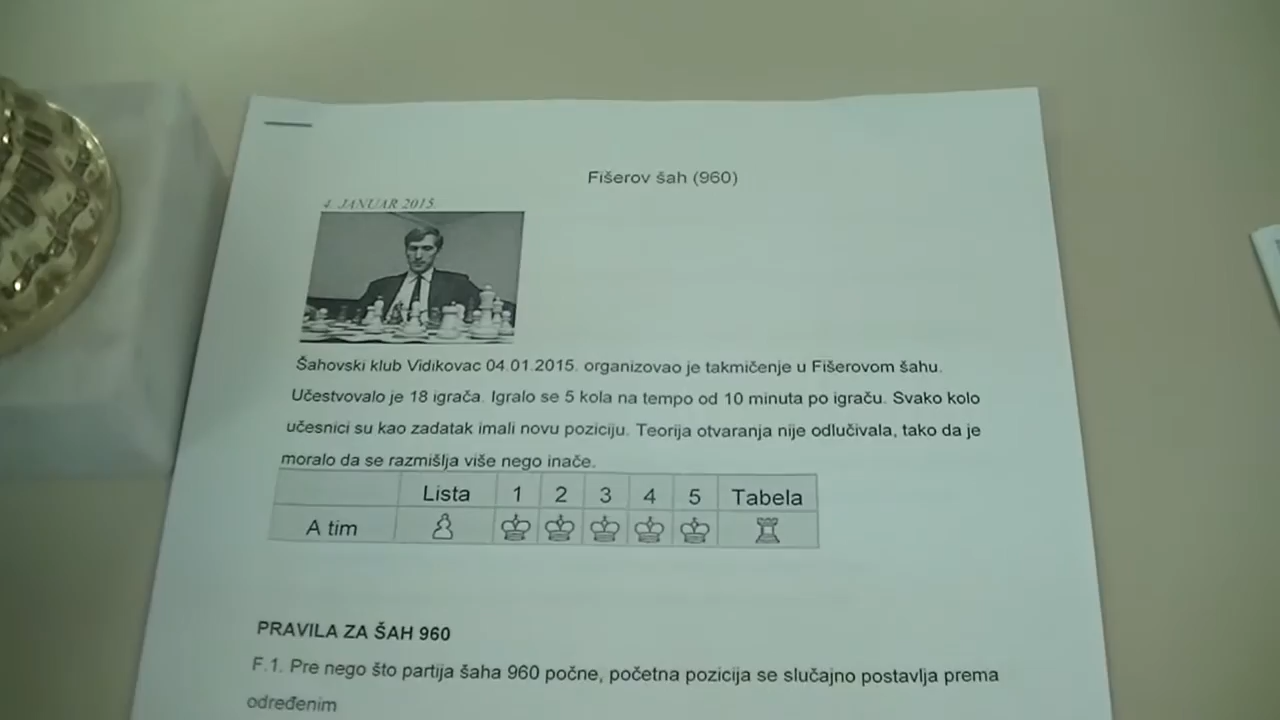 Fišerov šah (960)
4. JANUAR 2015.
Šahovski klub Vidikovac 04.01.2015. organizovao je takmičenje u Fišerovom šahu.
Učestvovalo je 18 igrača. Igralo se 5 kola na tempo od 10 minuta po igraču. Svako kolo
učesnici su kao zadatak imali novu poziciju. Teorija otvaranja nije odlučivala, tako da je
moralo da se razmišlja više nego inače.
Lista 1 2 3 4 5 Tabela
A tim
PRAVILA ZA ŠAH 960
F.1. Pre nego što partija šaha 960 počne, početna pozicija se slučajno postavlja prema
određenim